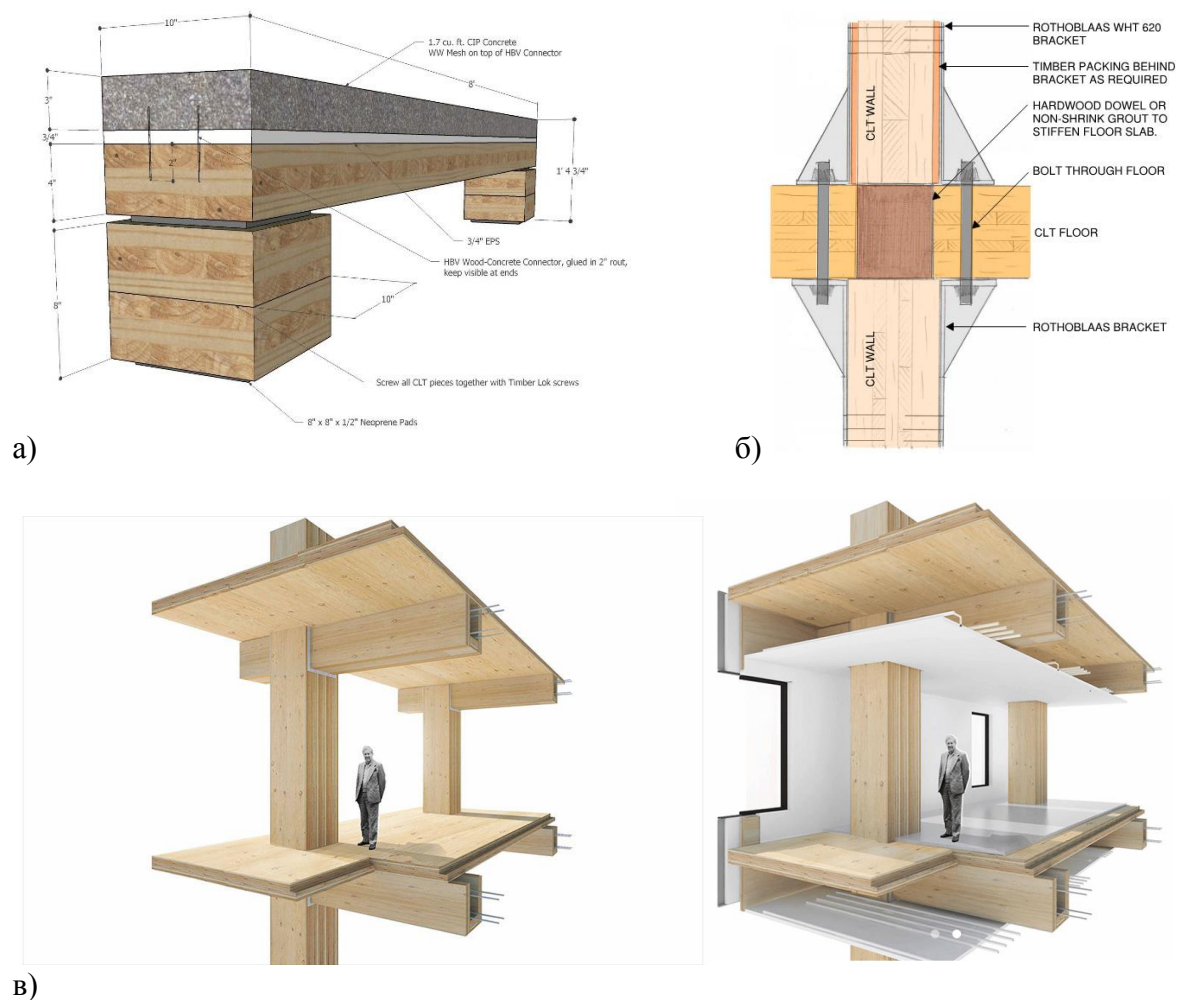 10"
1.7 cu. ft. CIP Concrete
WW Mesh on top of HBV Connector
8'
3"
3/4"
2'
4"
1' 4 3/4"
3/4" EPS
HBV Wood-Concrete Connector, glued in 2" rout,
keep visible at ends
8"
10"
Screw all CLT pieces together with Timber Lok screws
8" x 8" x 1/2" Neoprene Pads
а)
ROTHOBLAAS WHT 620
BRACKET
TIMBER PACKING BEHIND
BRACKET AS REQUIRED
HARDWOOD DOWEL OR
NON-SHRINK GROUT TO
STIFFEN FLOOR SLAB.
BOLT THROUGH FLOOR
CLT FLOOR
ROTHOBLAAS BRACKET
CLT WALL
CLT WALL
б)
в)